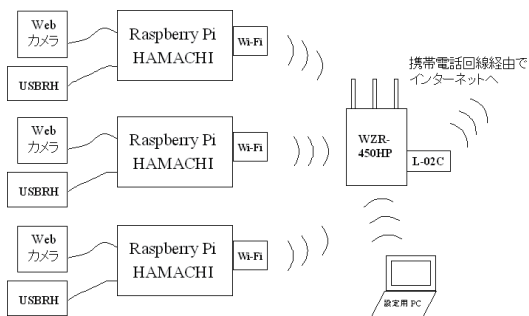 Web
カメラ
USBRH
Raspberry Pi
HAMACHI
Wi-Fi
Web
カメラ
USBRH
Raspberry Pi
HAMACHI
Wi-Fi
Web
カメラ
USBRH
Raspberry Pi
HAMACHI
Wi-Fi
携帯電話回線経由で
インターネットへ
WZR-
450HP
L-02C
設定用 PC